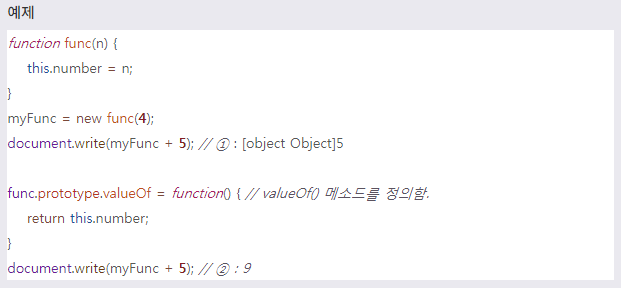 예제
function func(n) {
this.number = n;
}
myFunc = new func(4);
document.write(myFunc + 5); // ① : [object Object]5
func.prototype.valueOf = function() { // valueOf() 메소드를 정의함.
return this.number;
}
document.write(myFunc + 5); // ② : 9